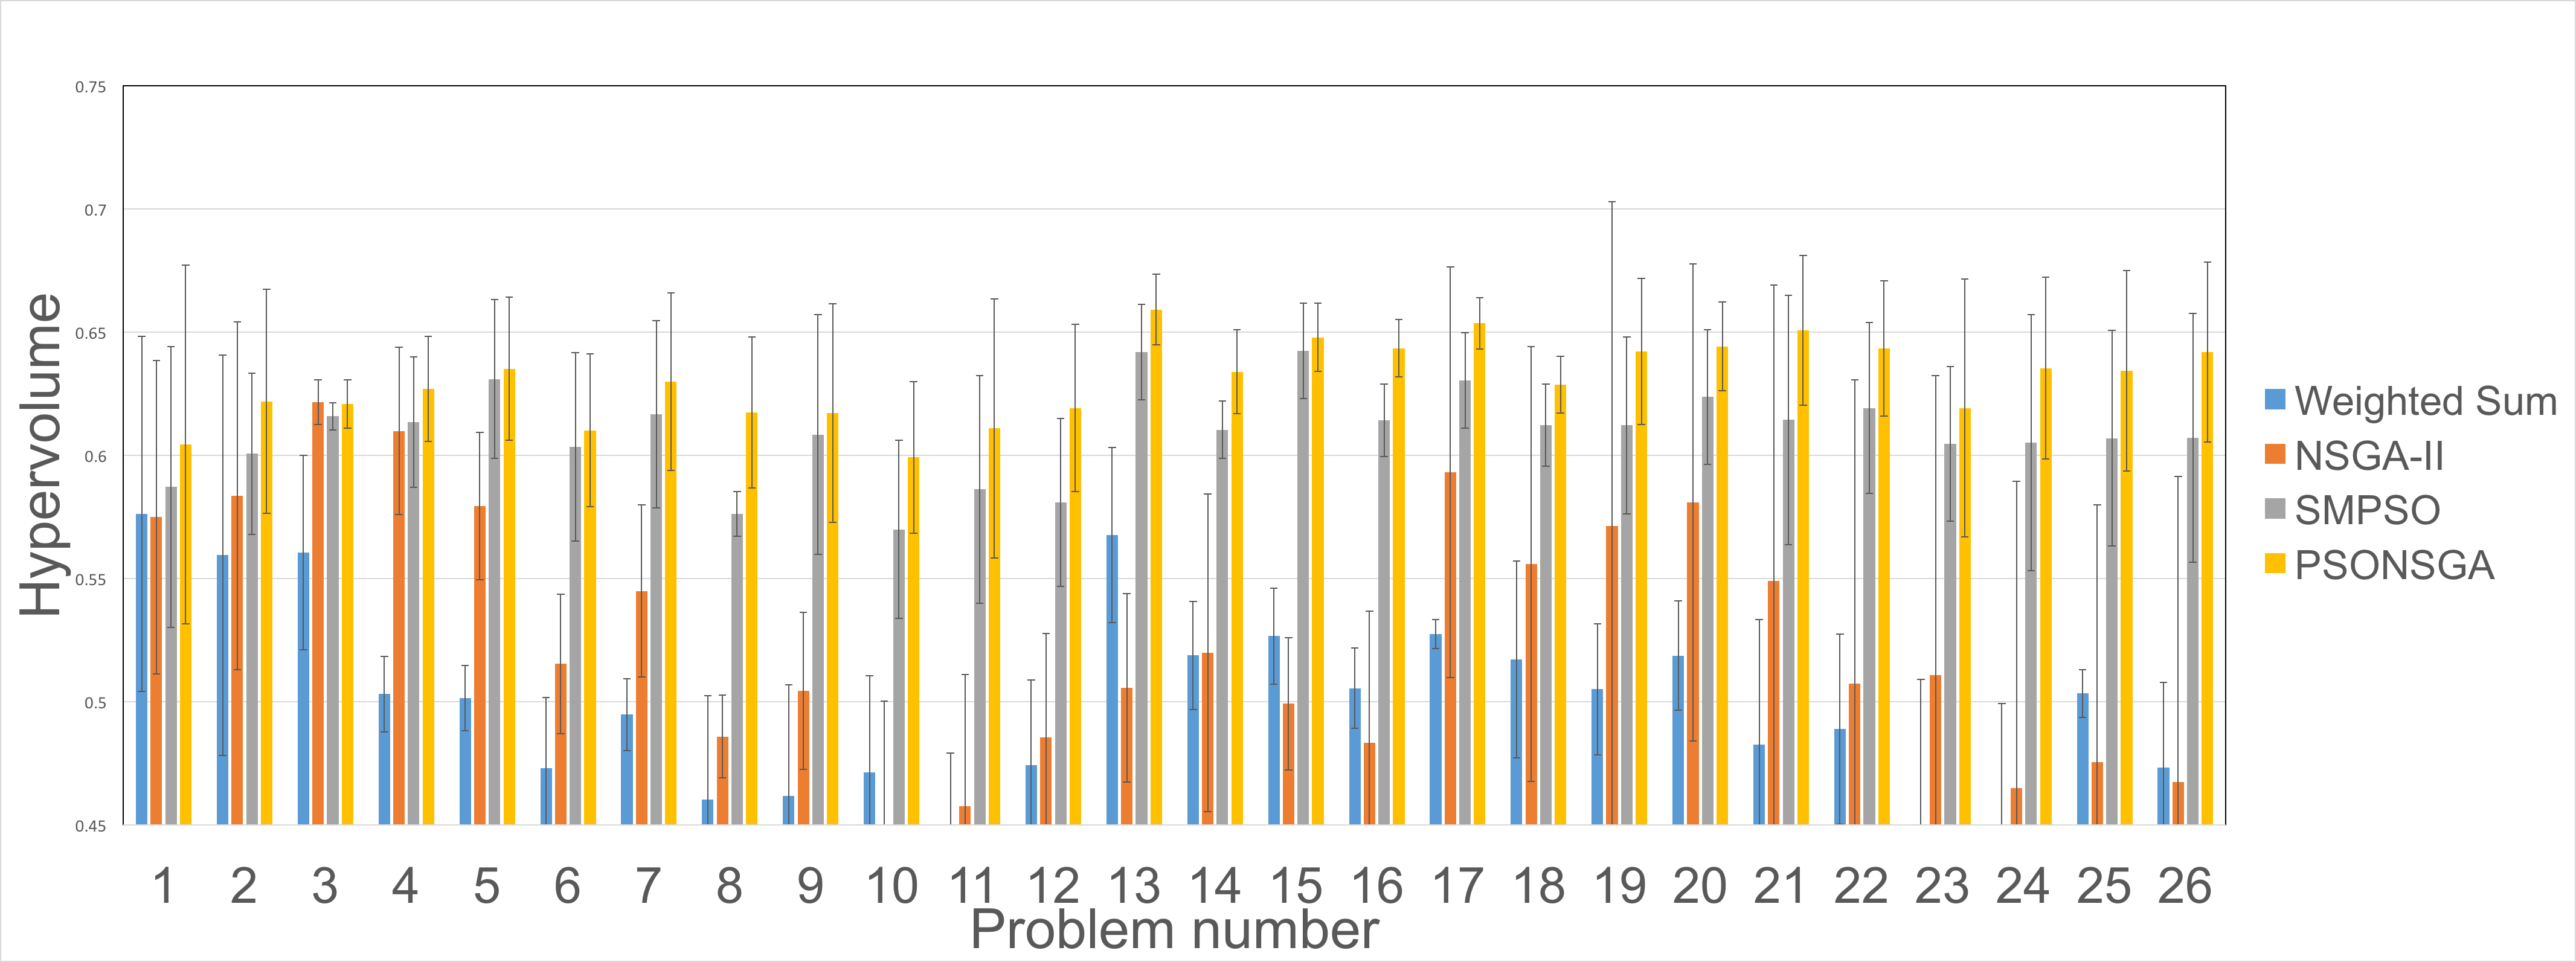 0.75
0.7
0.65
0.6
0.55
0.5
0.45
Hypervolume
1 2 3 4 5 6 7 8 9 10 11 12 13 14 15 16 17 18 19 20 21 22 23 24 25 26
Problem number
Weighted Sum
NSGA-II
SMPSO
PSONSGA